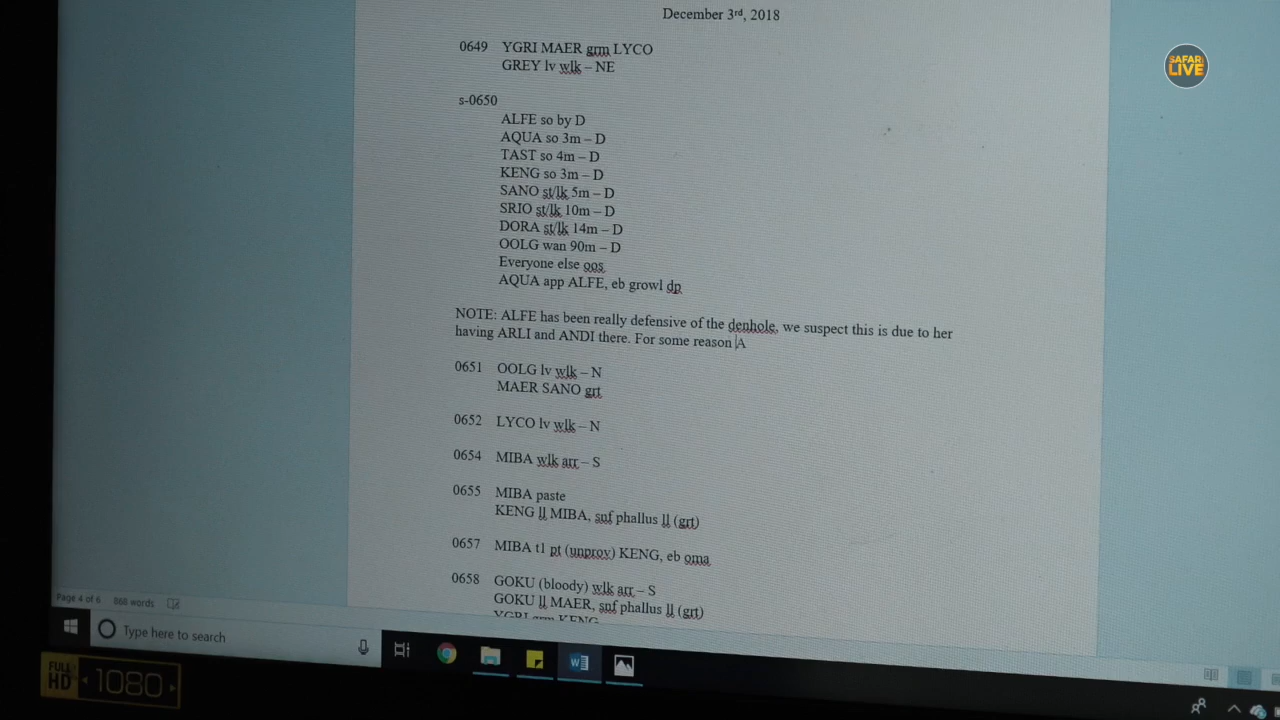 December 3rd, 2018
SAFARI
LIVE
0649 YGRI MAER grm LYCO
GREY lv wlk – NE
s-0650
ALFE so by D
AQUA so 3m – D
TAST so 4m – D
KENG so 3m – D
SANO st/lk 5m – D
SRIO st/lk 10m – D
DORA st/lk 14m – D
OOLG wan 90m – D
Everyone else oos
AQUA app ALFE, eb growl dp
NOTE: ALFE has been really defensive of the denhole, we suspect this is due to her
having ARLI and ANDI there. For some reason A
0651 OOLG lv wlk – N
MAER SANO grt
0652 LYCO lv wlk – N
0654 MIBA wlk arr – S
0655 MIBA paste
KENG ll MIBA, snf phallus ll (grt)
0657 MIBA t1 pt (unprov) KENG, eb oma
0658 GOKU (bloody) wlk arr – S
GOKU ll MAER, snf phallus ll (grt)
YGRI grm KENG
Page 4 of 6 868 words
Type here to search
FULL
HD 1080